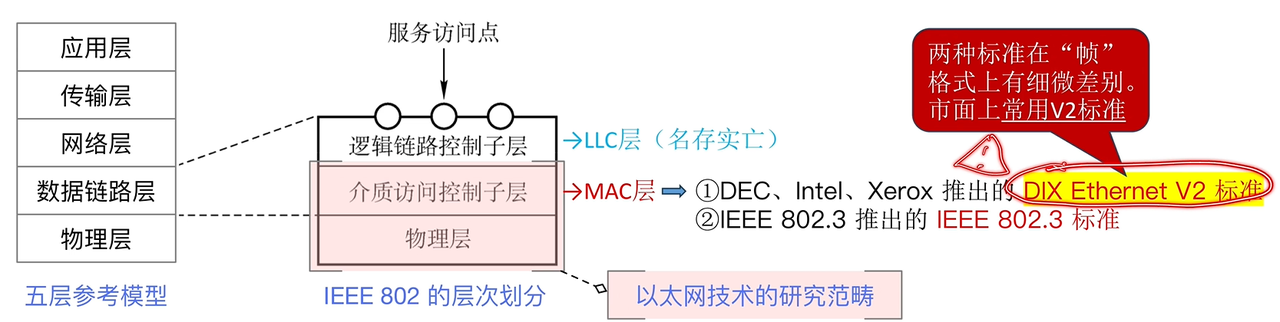 应用层
传输层
网络层
数据链路层
物理层
五层参考模型
服务访问点
逻辑链路控制子层
介质访问控制子层
物理层
IEEE 802 的层次划分
→LLC层（名存实亡）
→MAC层
①DEC、Intel、Xerox 推出的 DIX Ethernet V2 标准
②IEEE 802.3 推出的 IEEE 802.3 标准
两种标准在“帧”
格式上有细微差别。
市面上常用V2标准
以太网技术的研究范畴